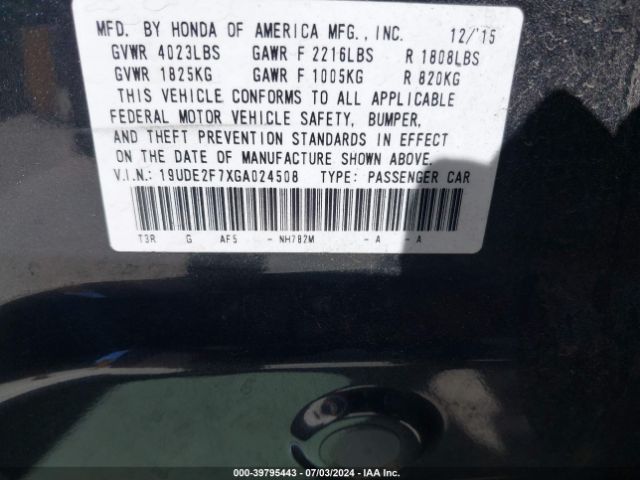 MFD. BY HONDA OF AMERICA MFG., INC. 12/'15
GVWR 4023LBS GAWR F 2216LBS R 1808LBS
GVWR 1825KG GAWR F 1005KG R 820KG
THIS VEHICLE CONFORMS TO ALL APPLICABLE
FEDERAL MOTOR VEHICLE SAFETY, BUMPER,
AND THEFT PREVENTION STANDARDS IN EFFECT
ON THE DATE OF MANUFACTURE SHOWN ABOVE.
V.I.N.: 19UDE2F7XGA024508 TYPE: PASSENGER CAR
T3R G AF5 - NH782M - A - A
000-39795443 - 07/03/2024 - IAA Inc.